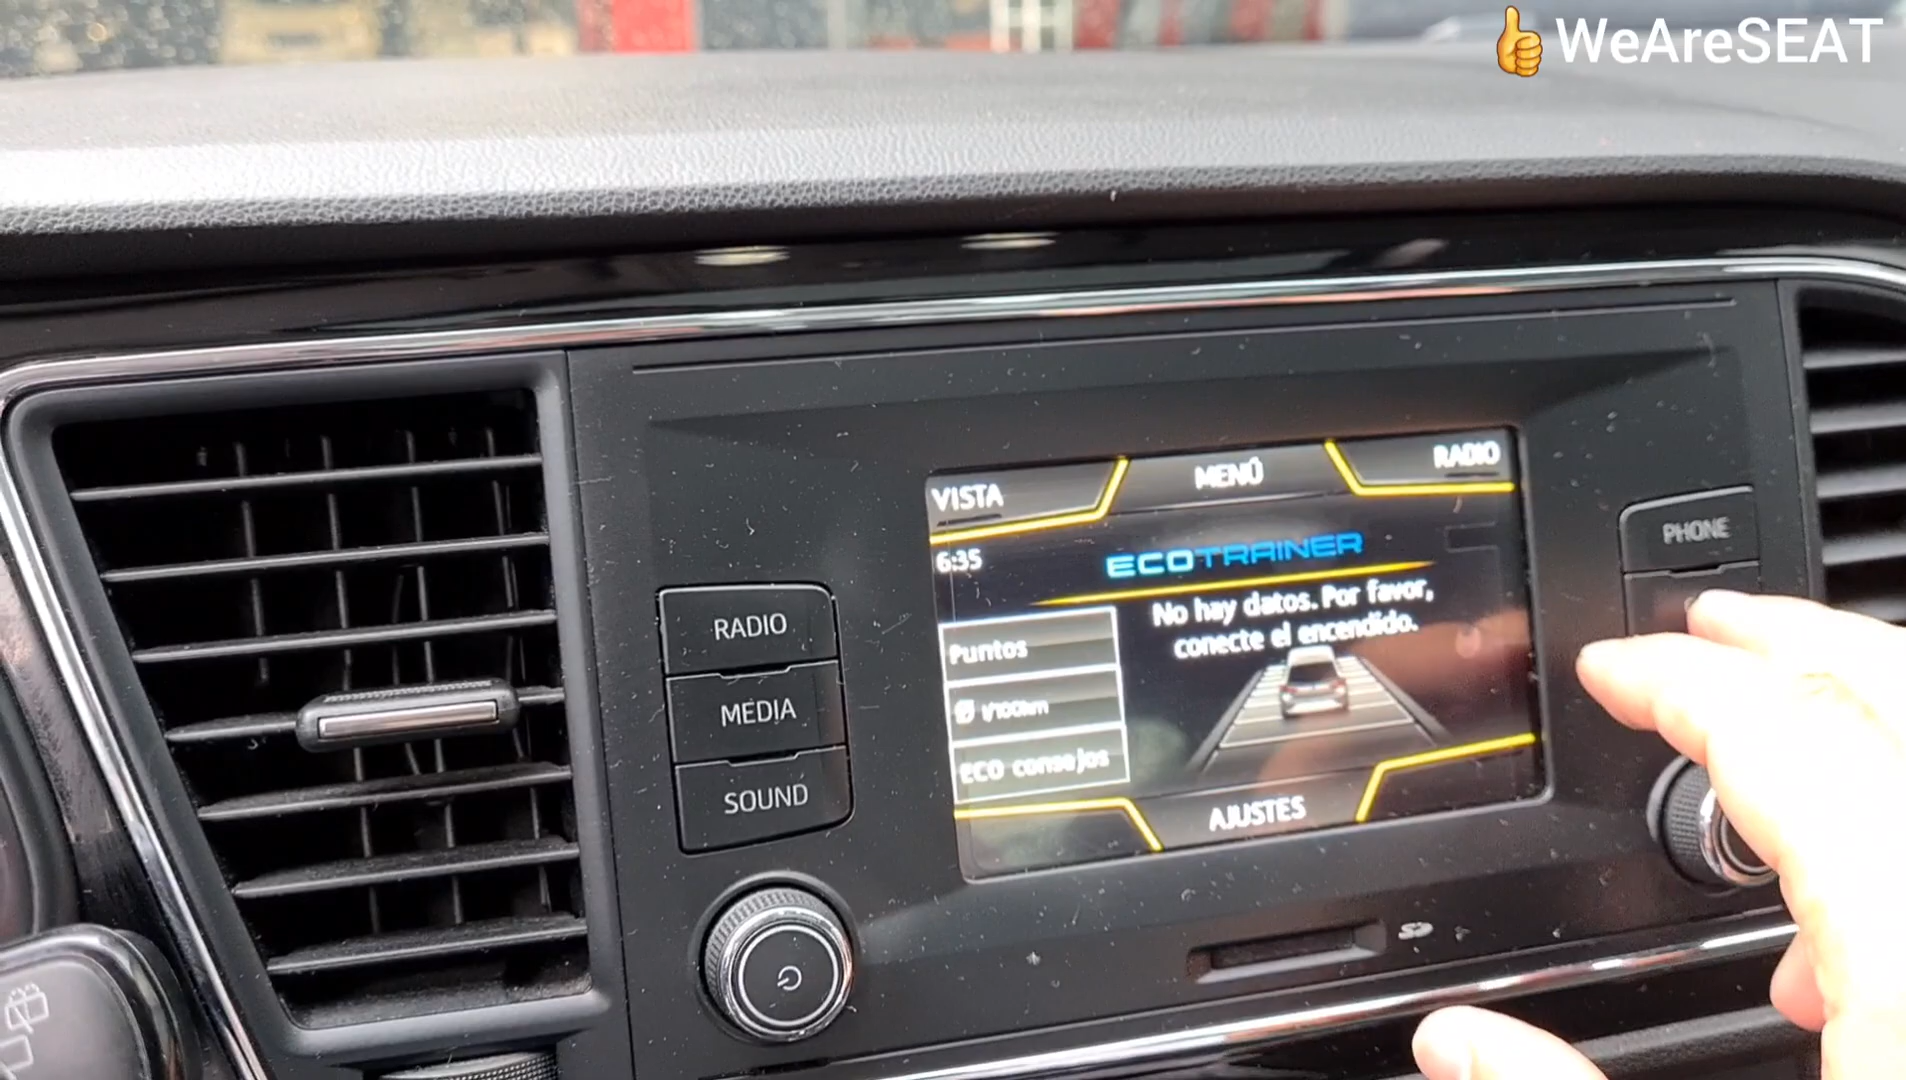 WeAreSEAT
VISTA
MENÚ
RADIO
6:35
ECOTRAINER
No hay datos. Por favor,
conecte el encendido.
Puntos
l/100km
ECO consejos
AJUSTES
RADIO
MEDIA
SOUND
PHONE
SD